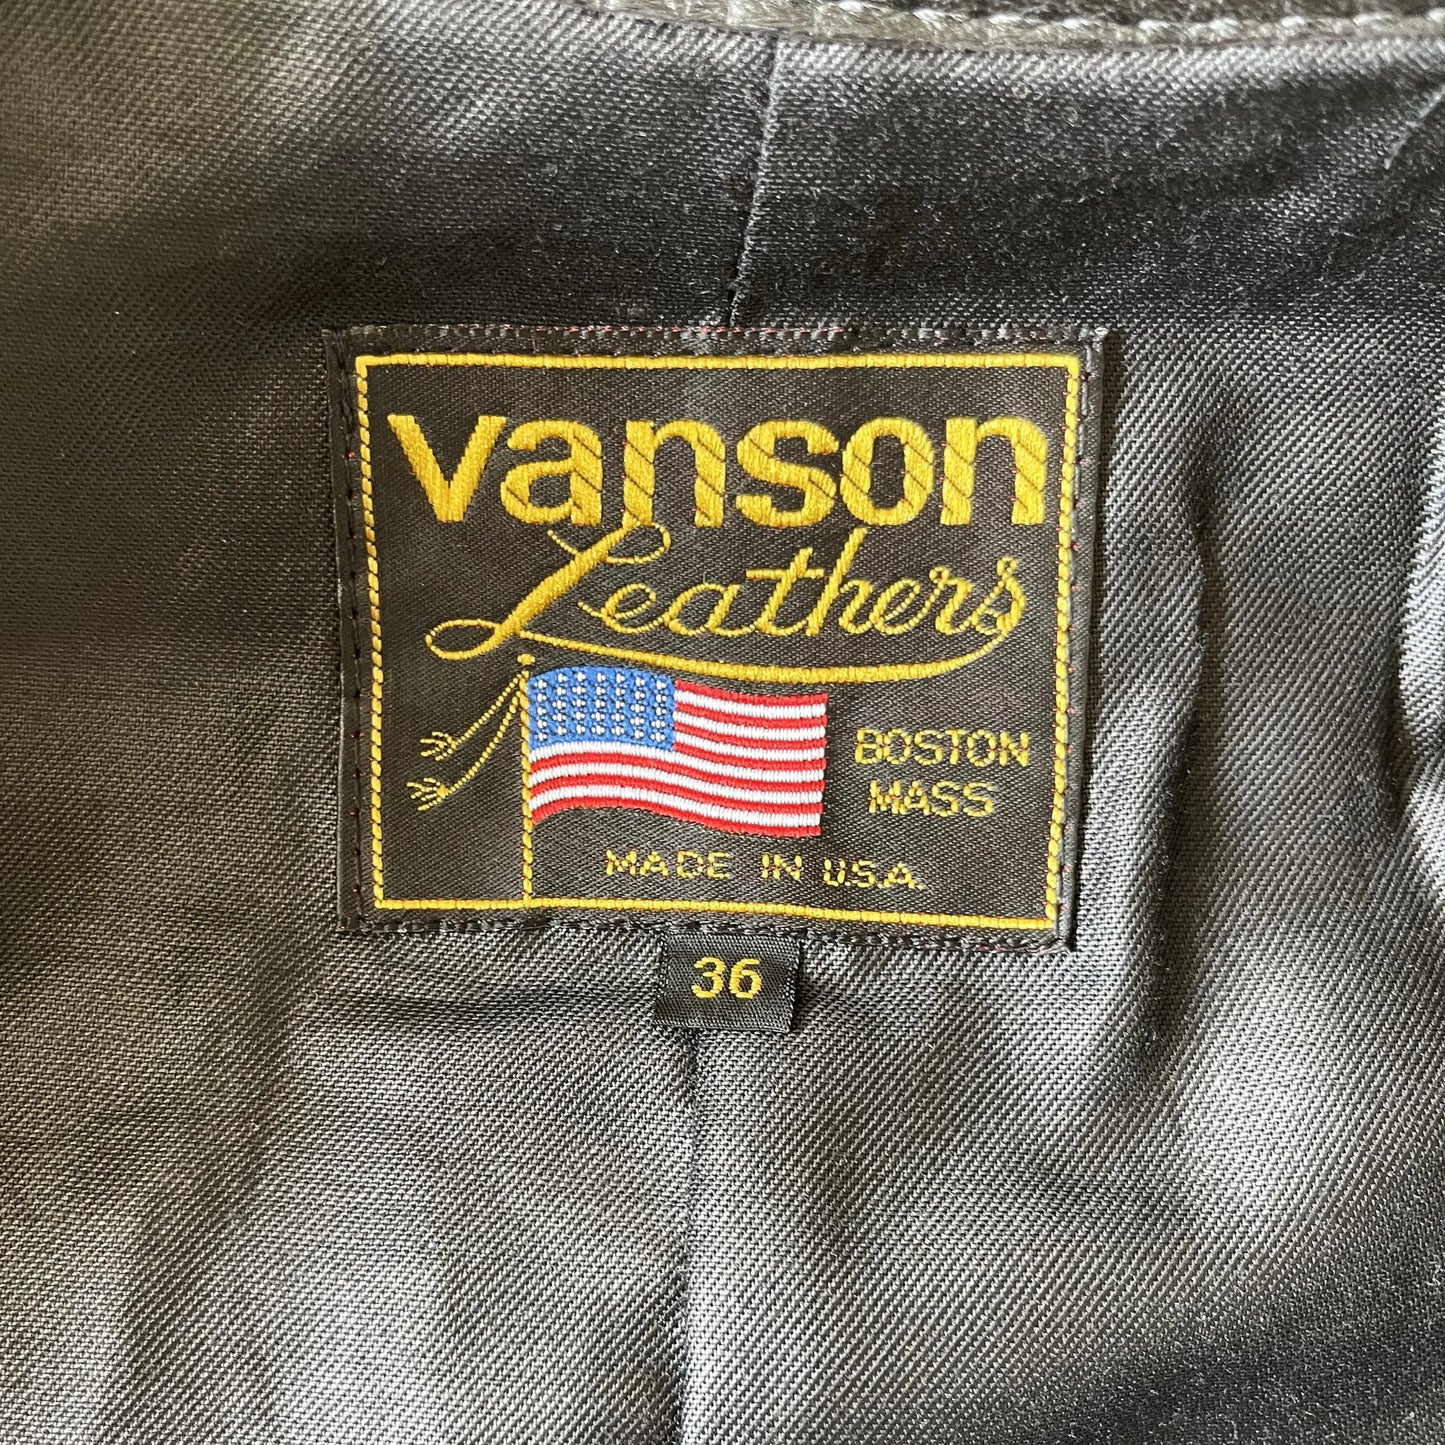 vanson
Leathers
BOSTON
MASS
MADE IN U.S.A.
36